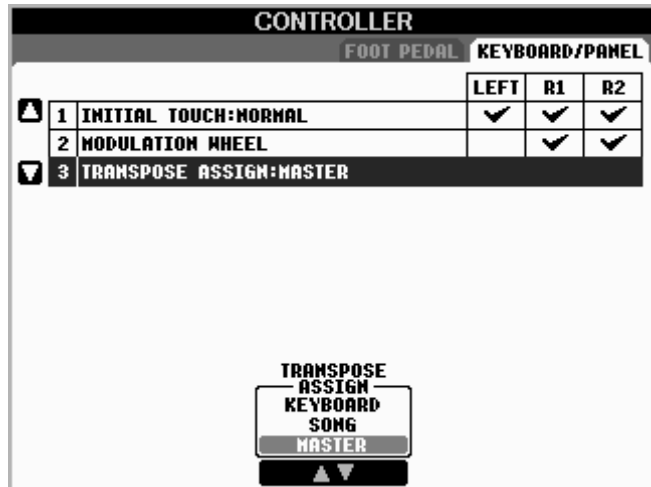 CONTROLLER
FOOT PEDAL KEYBOARD/PANEL
LEFT R1 R2
1 INITIAL TOUCH:NORMAL
2 MODULATION WHEEL
3 TRANSPOSE ASSIGN:MASTER
TRANSPOSE
ASSIGN
KEYBOARD
SONG
MASTER